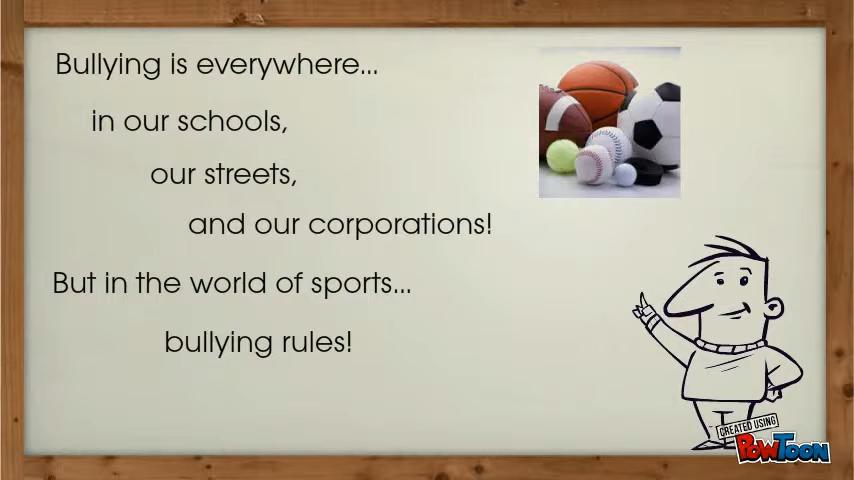 Bullying is everywhere...
in our schools,
our streets,
and our corporations!
But in the world of sports...
bullying rules!
CREATED USING
PowToon